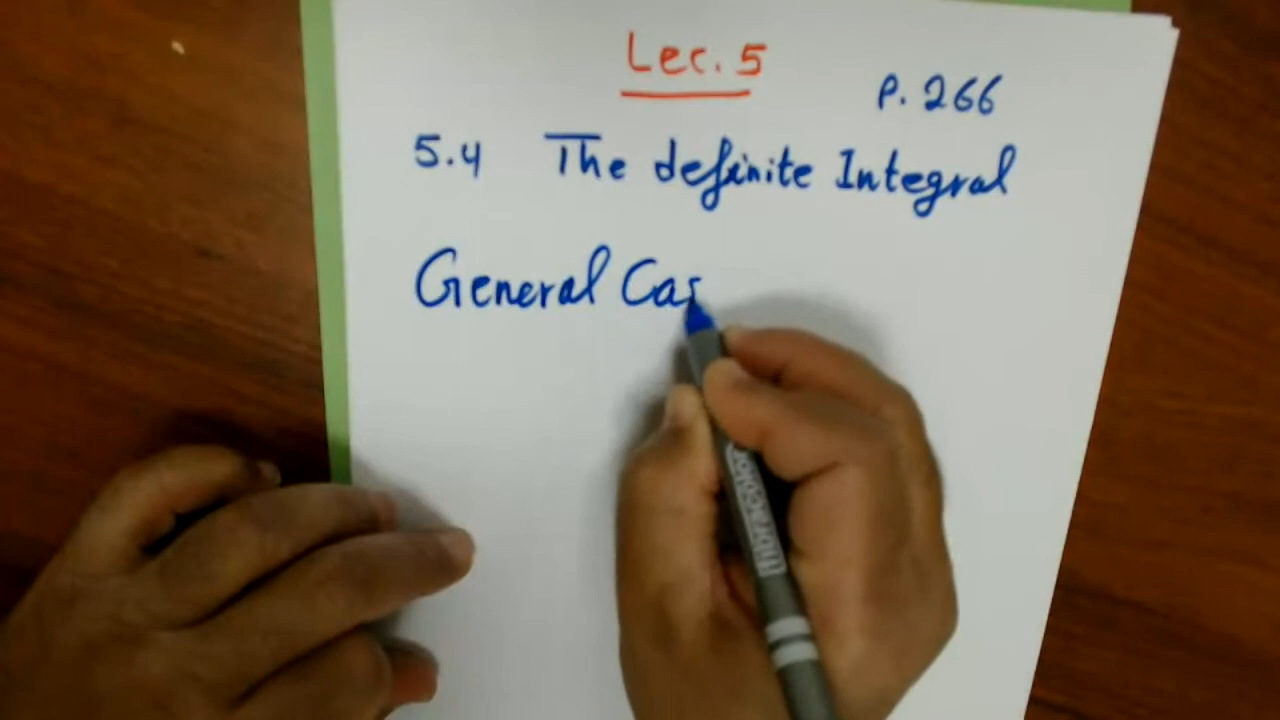 Lec. 5
P. 266
5.4 The definite Integral
General Cas